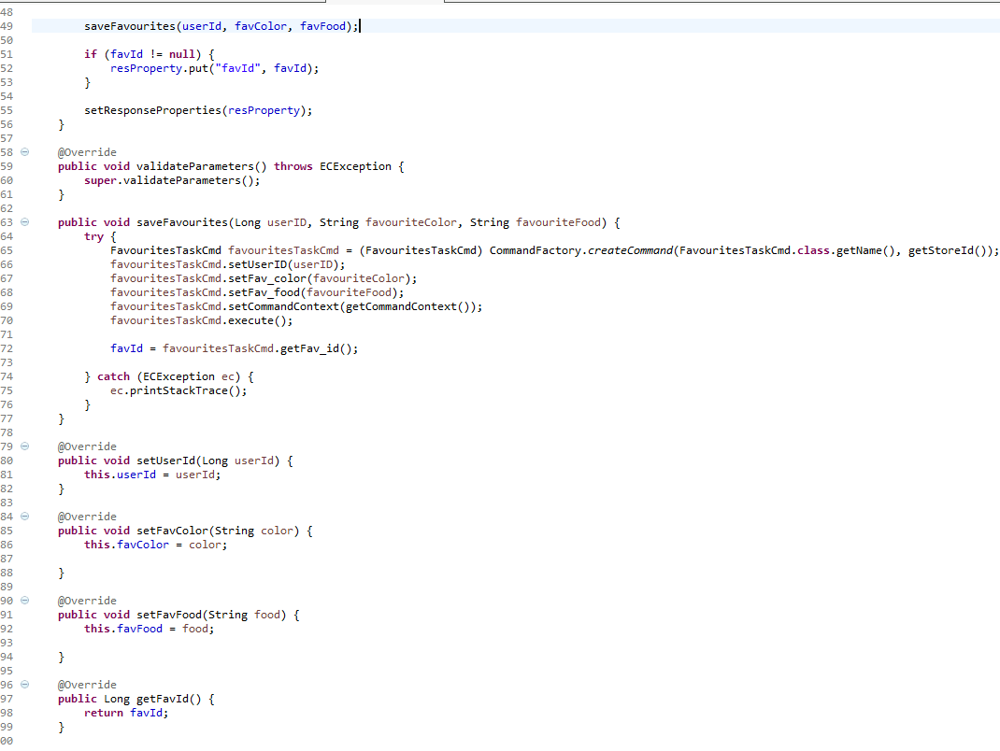 48
49 saveFavourites(userId, favColor, favFood);
50
51 if (favId != null) {
52 resProperty.put("favId", favId);
53 }
54
55 setResponseProperties(resProperty);
56 }
57
58 @Override
59 public void validateParameters() throws ECException {
60 super.validateParameters();
61 }
62
63 public void saveFavourites(Long userID, String favouriteColor, String favouriteFood) {
64 try {
65 FavouritesTaskCmd favouritesTaskCmd = (FavouritesTaskCmd) CommandFactory.createCommand(FavouritesTaskCmd.class.getName(), getStoreId());
66 favouritesTaskCmd.setUserID(userID);
67 favouritesTaskCmd.setFav_color(favouriteColor);
68 favouritesTaskCmd.setFav_food(favouriteFood);
69 favouritesTaskCmd.setCommandContext(getCommandContext());
70 favouritesTaskCmd.execute();
71
72 favId = favouritesTaskCmd.getFav_id();
73
74 } catch (ECException ec) {
75 ec.printStackTrace();
76 }
77 }
78
79 @Override
80 public void setUserId(Long userId) {
81 this.userId = userId;
82 }
83
84 @Override
85 public void setFavColor(String color) {
86 this.favColor = color;
87
88 }
89
90 @Override
91 public void setFavFood(String food) {
92 this.favFood = food;
93
94 }
95
96 @Override
97 public Long getFavId() {
98 return favId;
99 }
00